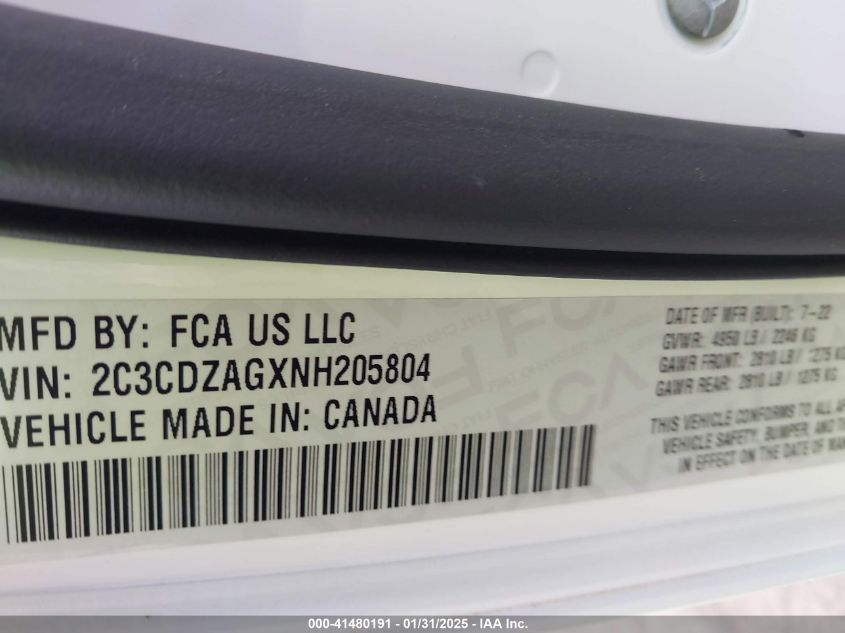 MFD BY: FCA US LLC
VIN: 2C3CDZAGXNH205804
VEHICLE MADE IN: CANADA
DATE OF MFR (BUILT): 7-22
GVWR: 4950 LB / 2246 KG
GAWR FRONT: 2810 LB / 1275 KG
GAWR REAR: 2810 LB / 1275 KG
THIS VEHICLE CONFORMS TO ALL AP
VEHICLE SAFETY, BUMPER, AND TH
IN EFFECT ON THE DATE OF MAN
000-41480191 - 01/31/2025 - IAA Inc.